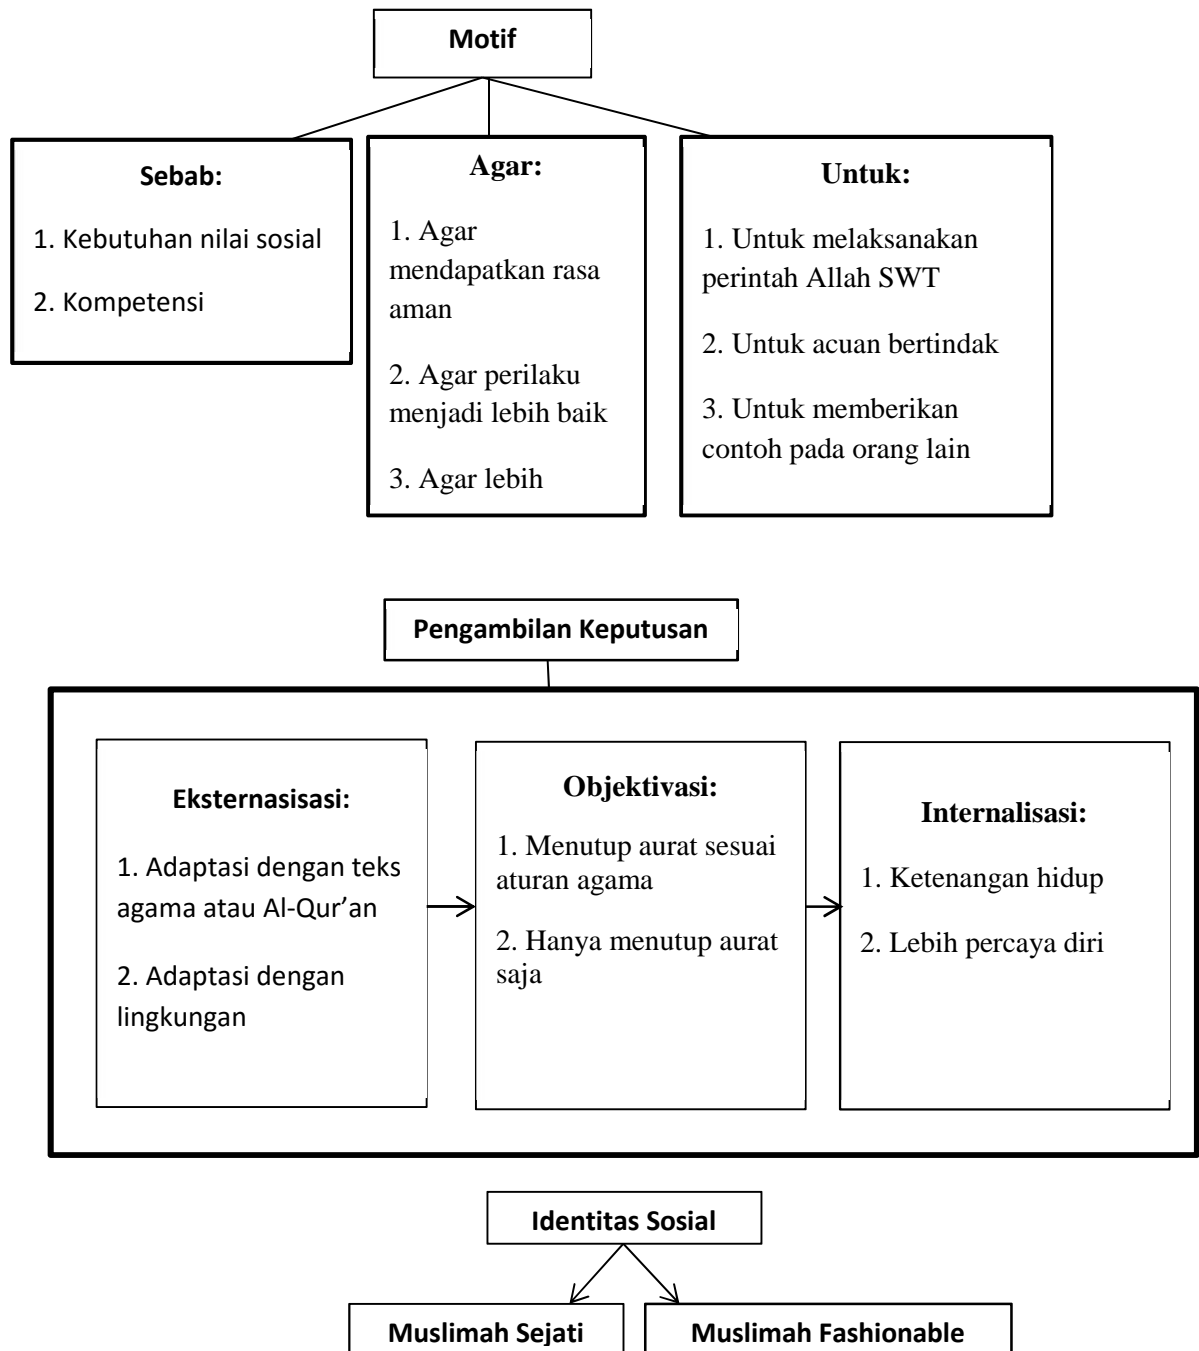 Motif
Sebab:
1. Kebutuhan nilai sosial
2. Kompetensi
Agar:
1. Agar
mendapatkan rasa
aman
2. Agar perilaku
menjadi lebih baik
3. Agar lebih
Untuk:
1. Untuk melaksanakan
perintah Allah SWT
2. Untuk acuan bertindak
3. Untuk memberikan
contoh pada orang lain
Pengambilan Keputusan
Eksternasisasi:
1. Adaptasi dengan teks
agama atau Al-Qur’an
2. Adaptasi dengan
lingkungan
Objektivasi:
1. Menutup aurat sesuai
aturan agama
2. Hanya menutup aurat
saja
Internalisasi:
1. Ketenangan hidup
2. Lebih percaya diri
Identitas Sosial
Muslimah Sejati
Muslimah Fashionable